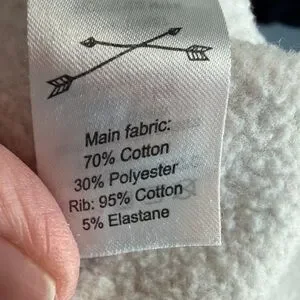 Main fabric:
70% Cotton
30% Polyester
Rib: 95% Cotton
5% Elastane